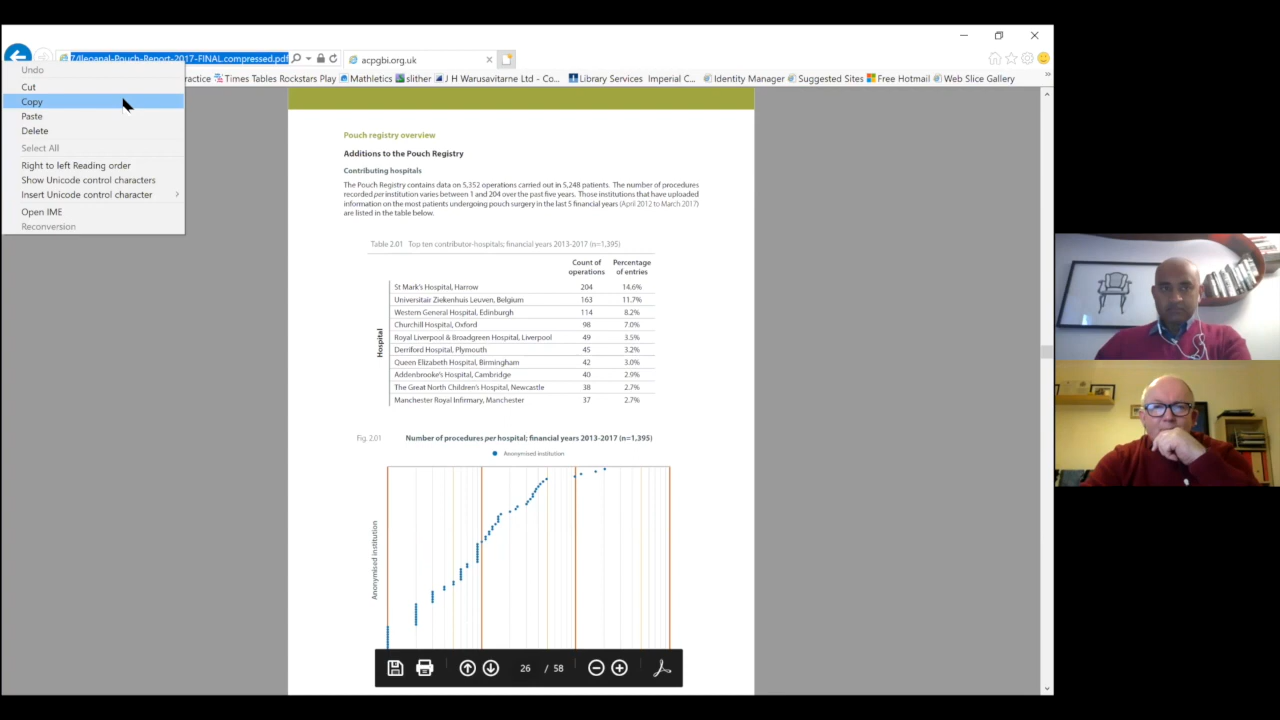 7/Ileoanal-Pouch-Report-2017-FINAL.compressed.pdf
acpgbi.org.uk
Undo
Cut
Copy
Paste
Delete
Select All
Right to left Reading order
Show Unicode control characters
Insert Unicode control character
Open IME
Reconversion
ractice Times Tables Rockstars Play Mathletics slither J H Warusavitarne Ltd - Co... Library Services Imperial C... Identity Manager Suggested Sites Free Hotmail Web Slice Gallery
Pouch registry overview
Additions to the Pouch Registry
Contributing hospitals
The Pouch Registry contains data on 5,352 operations carried out in 5,248 patients. The number of procedures
recorded per institution varies between 1 and 204 over the past five years. Those institutions that have uploaded
information on the most patients undergoing pouch surgery in the last 5 financial years (April 2012 to March 2017)
are listed in the table below.
Table 2.01 Top ten contributor-hospitals; financial years 2013-2017 (n=1,395)
Count of operations Percentage of entries
Hospital
St Mark's Hospital, Harrow 204 14.6%
Universitair Ziekenhuis Leuven, Belgium 163 11.7%
Western General Hospital, Edinburgh 114 8.2%
Churchill Hospital, Oxford 98 7.0%
Royal Liverpool & Broadgreen Hospital, Liverpool 49 3.5%
Derriford Hospital, Plymouth 45 3.2%
Queen Elizabeth Hospital, Birmingham 42 3.0%
Addenbrooke's Hospital, Cambridge 40 2.9%
The Great North Children's Hospital, Newcastle 38 2.7%
Manchester Royal Infirmary, Manchester 37 2.7%
Fig. 2.01 Number of procedures per hospital; financial years 2013-2017 (n=1,395)
Anonymised institution
Anonymised institution
26 / 58